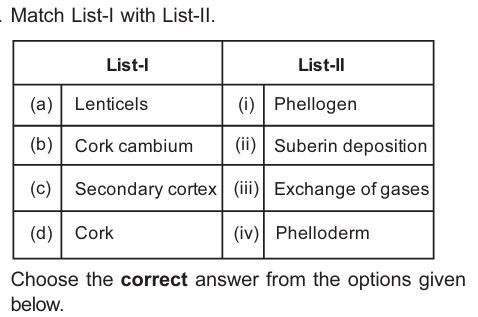 . Match List-I with List-II.
List-I List-II
(a) Lenticels (i) Phellogen
(b) Cork cambium (ii) Suberin deposition
(c) Secondary cortex (iii) Exchange of gases
(d) Cork (iv) Phelloderm
Choose the correct answer from the options given
below.